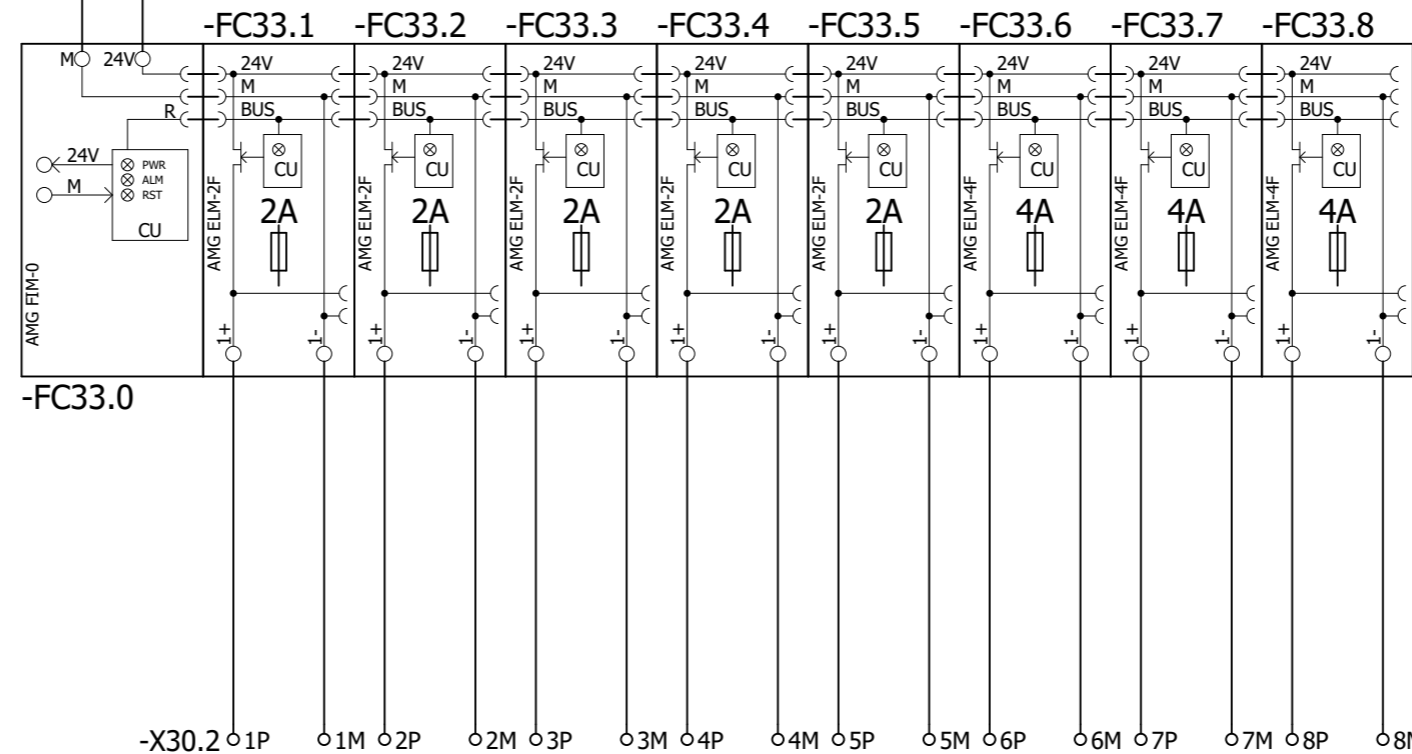 -FC33.1 -FC33.2 -FC33.3 -FC33.4 -FC33.5 -FC33.6 -FC33.7 -FC33.8
M 24V 24V 24V 24V 24V 24V 24V 24V 24V
M M M M M M M M
R BUS BUS BUS BUS BUS BUS BUS BUS
24V PWR CU CU CU CU CU CU CU CU
ALM
M RST
CU
2A 2A 2A 2A 2A 4A 4A 4A
AMG FIM-0 AMG ELM-2F AMG ELM-2F AMG ELM-2F AMG ELM-2F AMG ELM-2F AMG ELM-4F AMG ELM-4F AMG ELM-4F
1+ 1- 1+ 1- 1+ 1- 1+ 1- 1+ 1- 1+ 1- 1+ 1- 1+ 1-
-FC33.0
-X30.2 1P 1M 2P 2M 3P 3M 4P 4M 5P 5M 6P 6M 7P 7M 8P